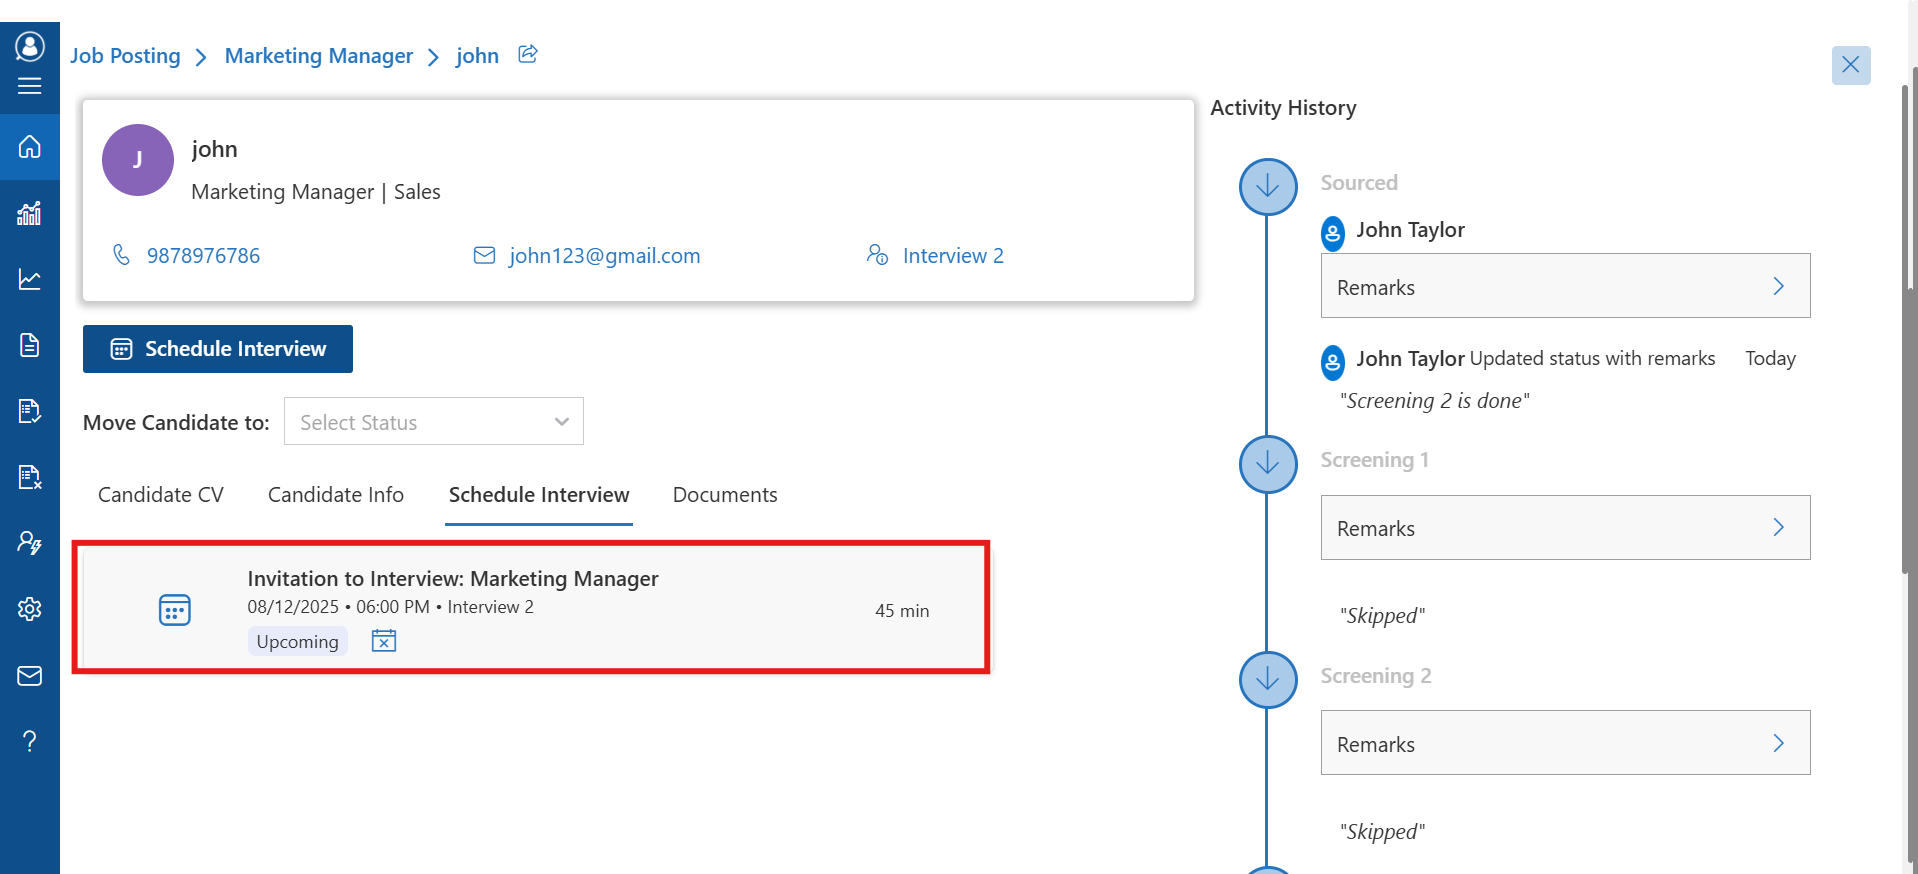 Job Posting > Marketing Manager > john
J
john
Marketing Manager | Sales
9878976786
john123@gmail.com
Interview 2
Schedule Interview
Move Candidate to: Select Status
Candidate CV
Candidate Info
Schedule Interview
Documents
Invitation to Interview: Marketing Manager
08/12/2025 • 06:00 PM • Interview 2
45 min
Upcoming
Activity History
Sourced
John Taylor
Remarks
John Taylor Updated status with remarks Today
"Screening 2 is done"
Screening 1
Remarks
"Skipped"
Screening 2
Remarks
"Skipped"